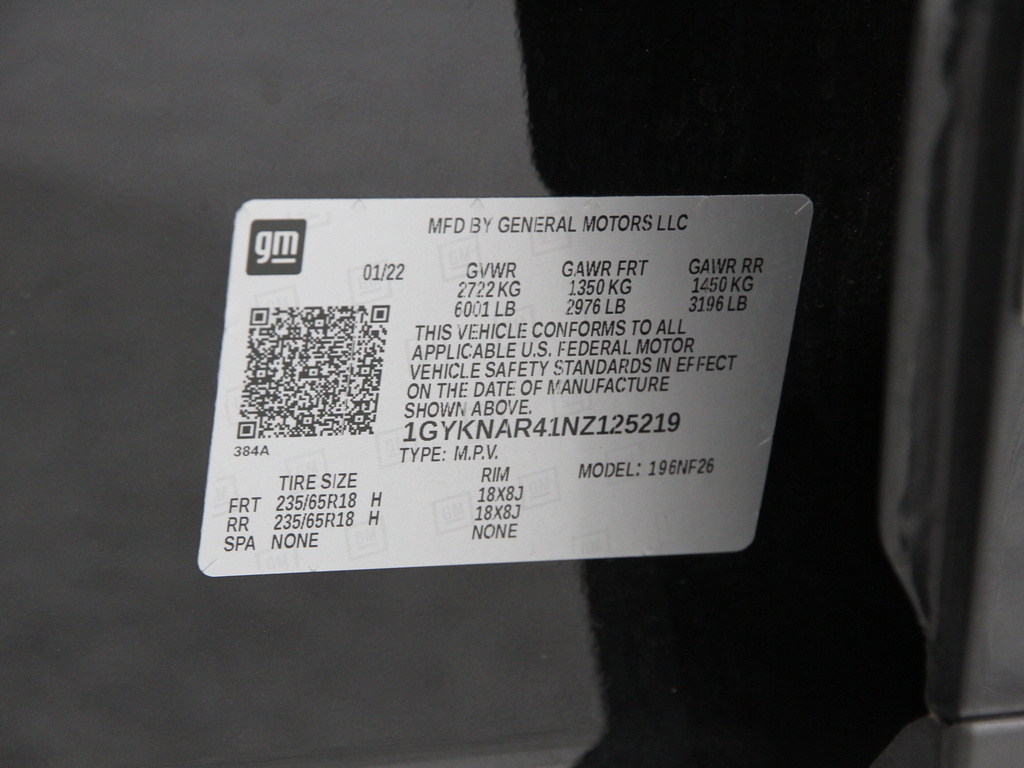 gm
MFD BY GENERAL MOTORS LLC
01/22 GVWR GAWR FRT GAWR RR
2722 KG 1350 KG 1450 KG
6001 LB 2976 LB 3196 LB
THIS VEHICLE CONFORMS TO ALL
APPLICABLE U.S. FEDERAL MOTOR
VEHICLE SAFETY STANDARDS IN EFFECT
ON THE DATE OF MANUFACTURE
SHOWN ABOVE.
1GYKNAR41NZ125219
384A
TYPE: M.P.V.
MODEL: 196NF26
TIRE SIZE RIM
FRT 235/65R18 H 18X8J
RR 235/65R18 H 18X8J
SPA NONE NONE